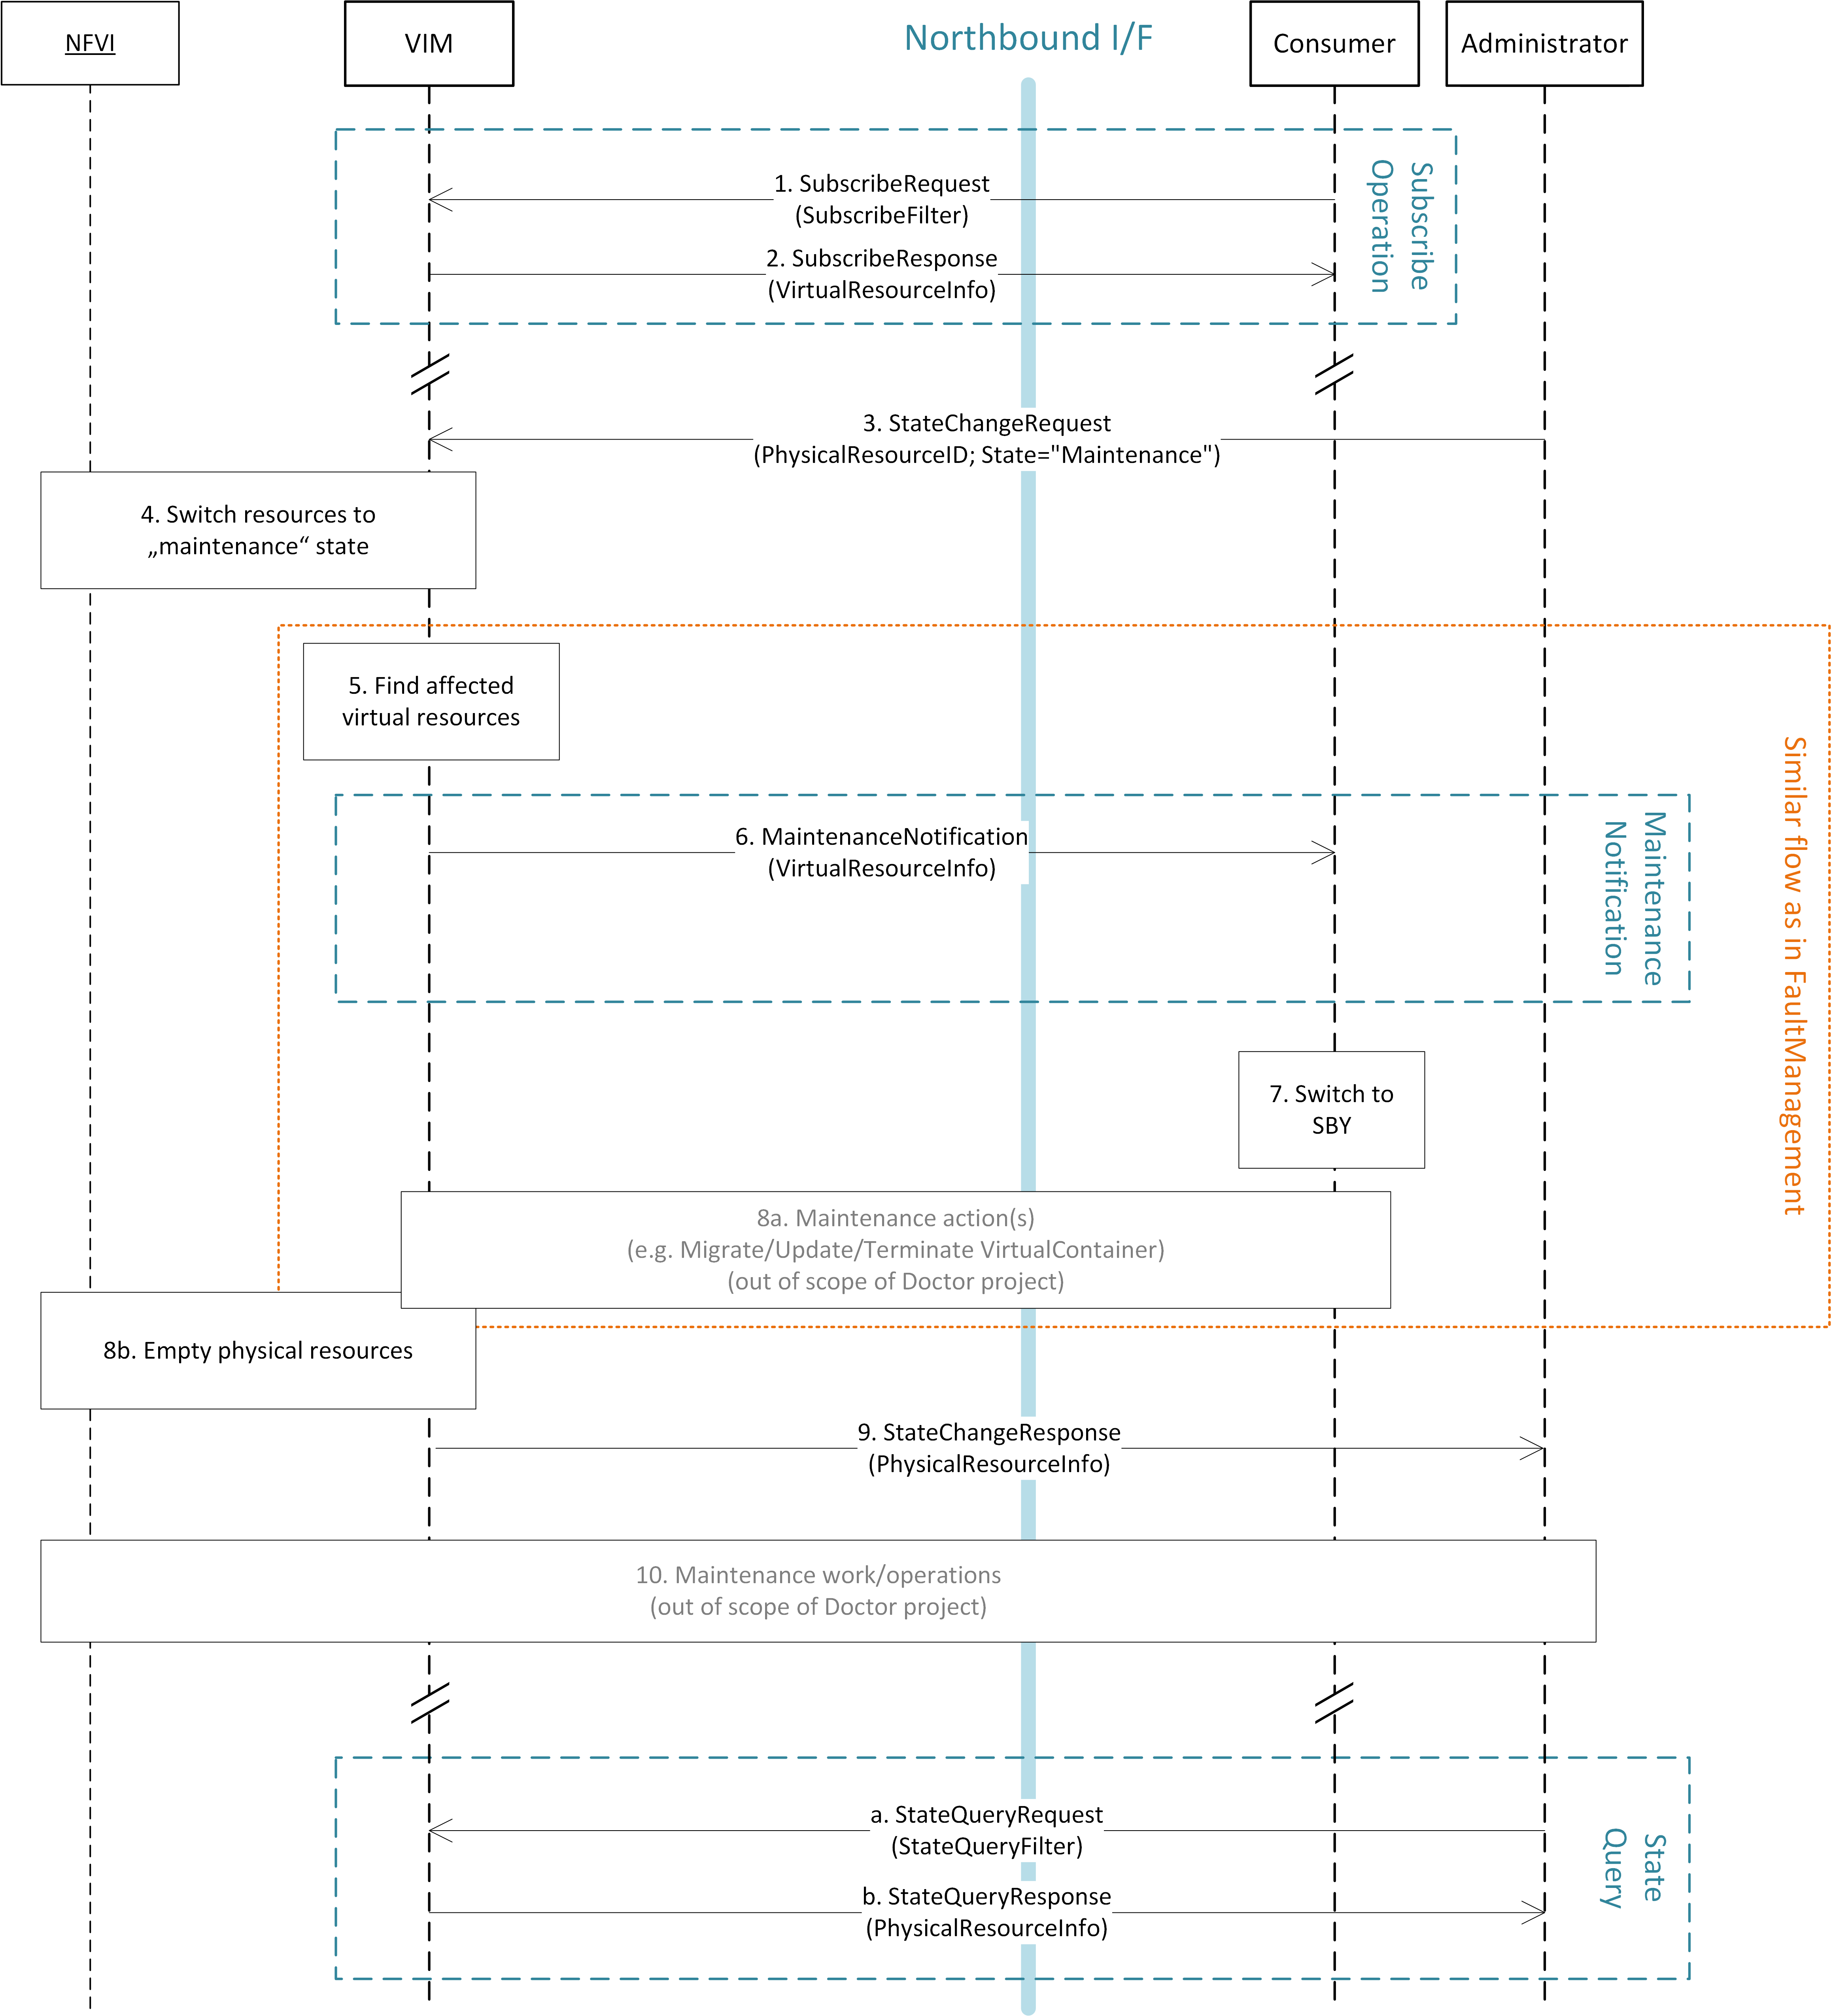 NFVI
VIM
Northbound I/F
Consumer
Administrator
1. SubscribeRequest
(SubscribeFilter)
2. SubscribeResponse
(VirtualResourceInfo)
Subscribe
Operation
3. StateChangeRequest
(PhysicalResourceID; State="Maintenance")
4. Switch resources to
„maintenance“ state
5. Find affected
virtual resources
6. MaintenanceNotification
(VirtualResourceInfo)
Maintenance
Notification
Similar flow as in FaultManagement
7. Switch to
SBY
8a. Maintenance action(s)
(e.g. Migrate/Update/Terminate VirtualContainer)
(out of scope of Doctor project)
8b. Empty physical resources
9. StateChangeResponse
(PhysicalResourceInfo)
10. Maintenance work/operations
(out of scope of Doctor project)
a. StateQueryRequest
(StateQueryFilter)
b. StateQueryResponse
(PhysicalResourceInfo)
State
Query